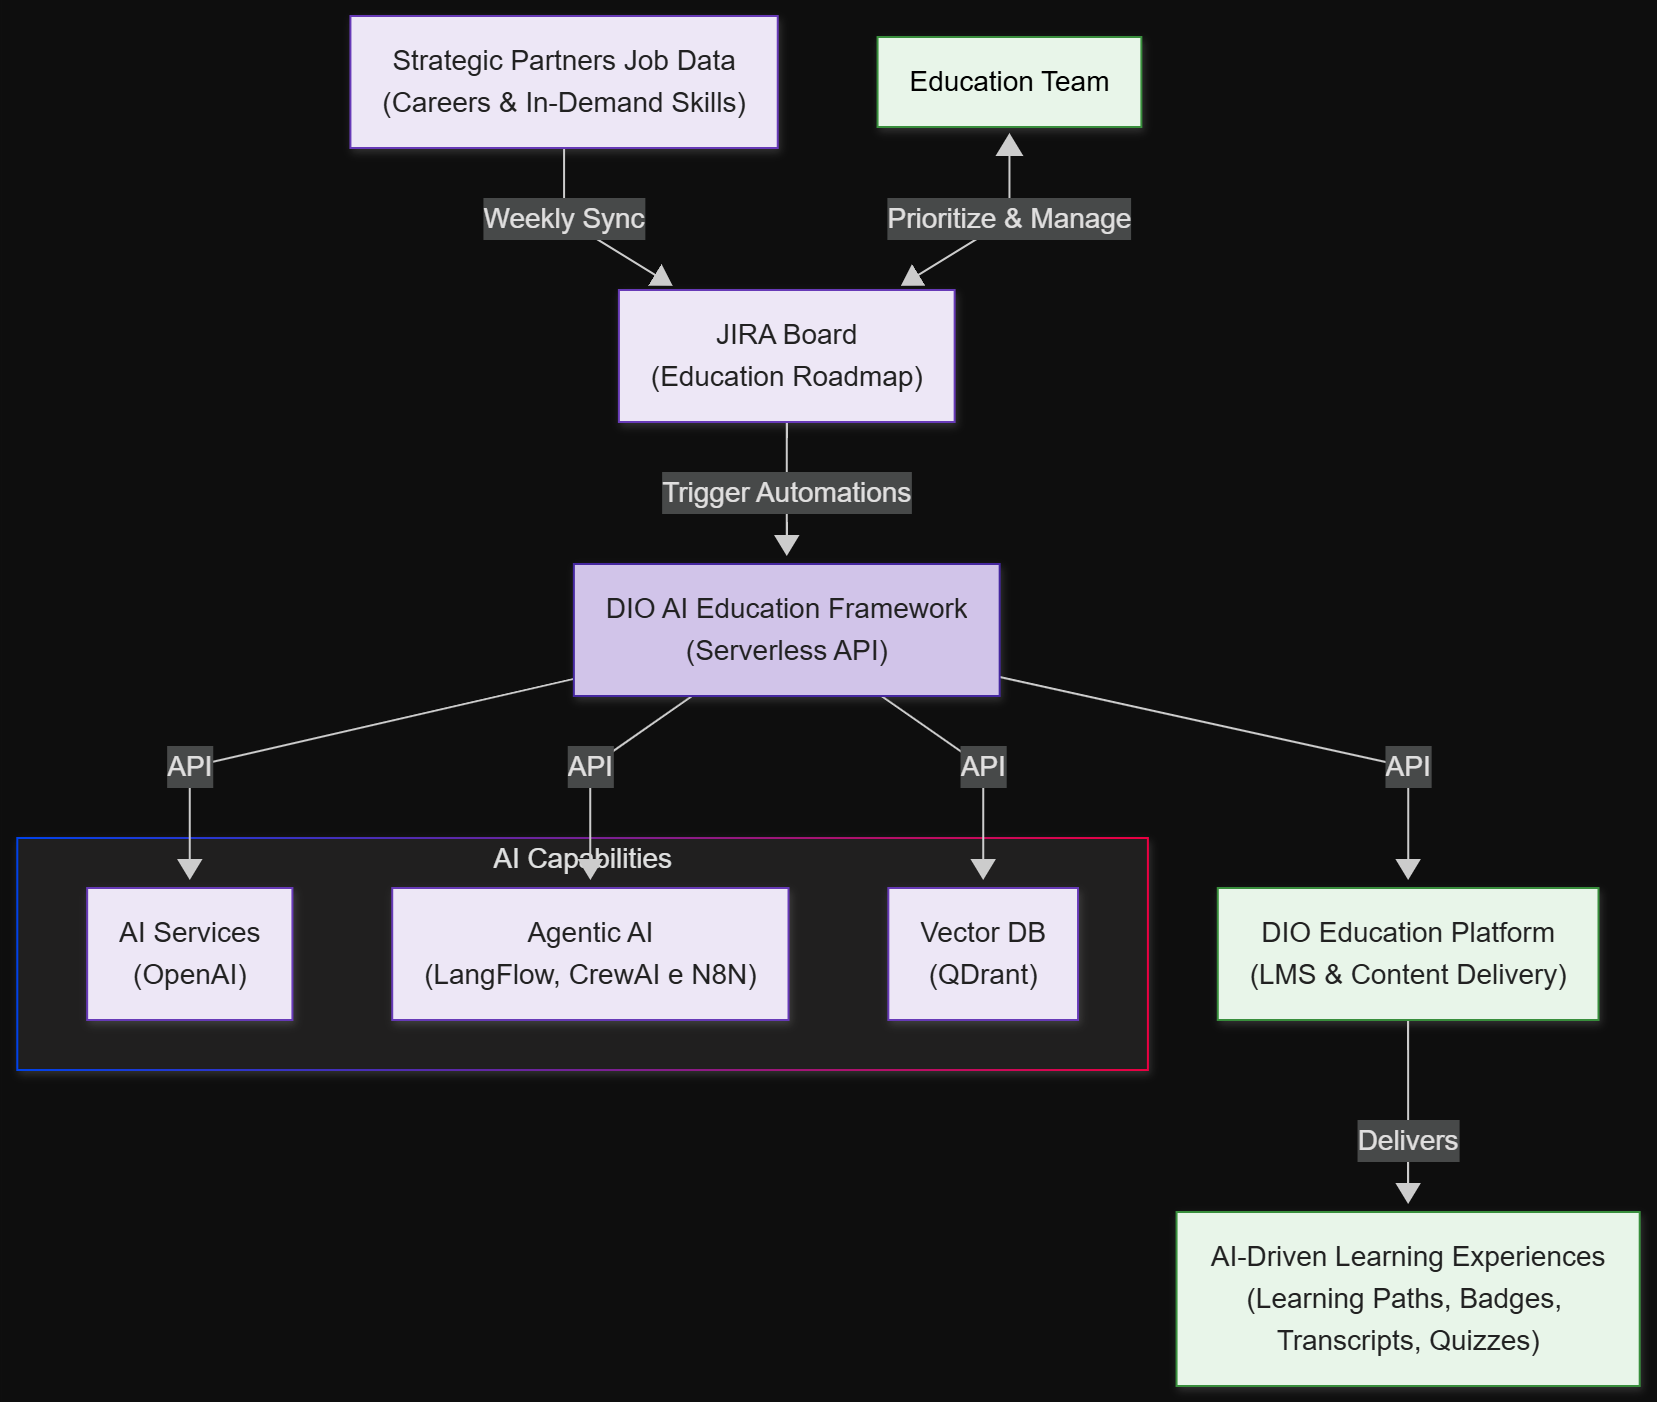 Strategic Partners Job Data
(Careers & In-Demand Skills)
Education Team
Weekly Sync
Prioritize & Manage
JIRA Board
(Education Roadmap)
Trigger Automations
DIO AI Education Framework
(Serverless API)
API
API
API
API
AI Capabilities
AI Services
(OpenAI)
Agentic AI
(LangFlow, CrewAI e N8N)
Vector DB
(QDrant)
DIO Education Platform
(LMS & Content Delivery)
Delivers
AI-Driven Learning Experiences
(Learning Paths, Badges,
Transcripts, Quizzes)